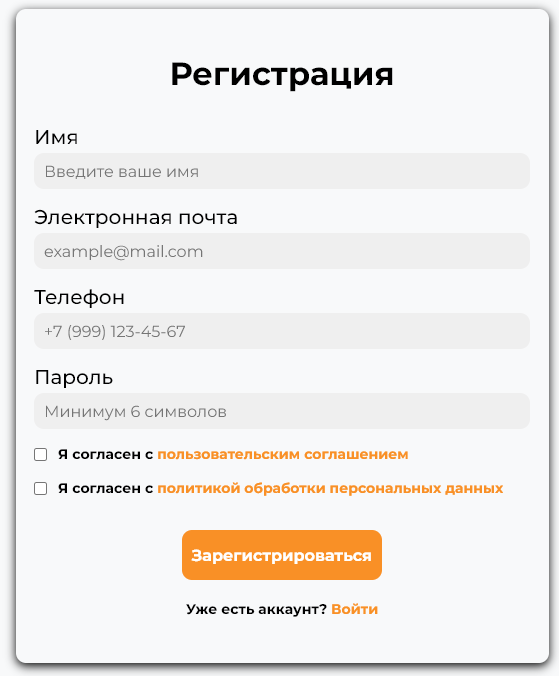 Регистрация
Имя
Введите ваше имя
Электронная почта
example@mail.com
Телефон
+7 (999) 123-45-67
Пароль
Минимум 6 символов
Я согласен с пользовательским соглашением
Я согласен с политикой обработки персональных данных
Зарегистрироваться
Уже есть аккаунт? Войти